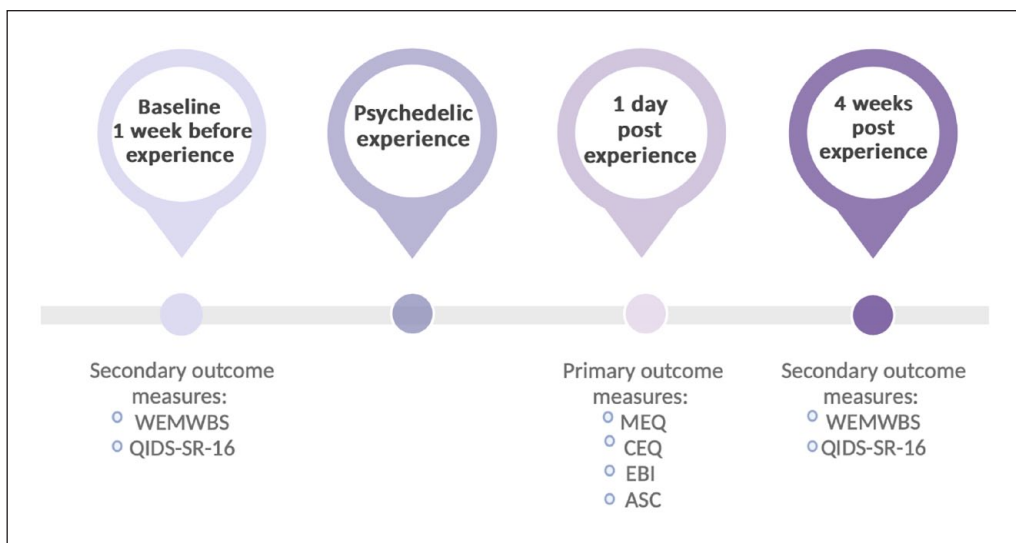 Baseline
1 week before
experience
Psychedelic
experience
1 day
post
experience
4 weeks
post
experience
Secondary outcome
measures:
WEMWBS
QIDS-SR-16
Primary outcome
measures:
MEQ
CEQ
EBI
ASC
Secondary outcome
measures:
WEMWBS
QIDS-SR-16